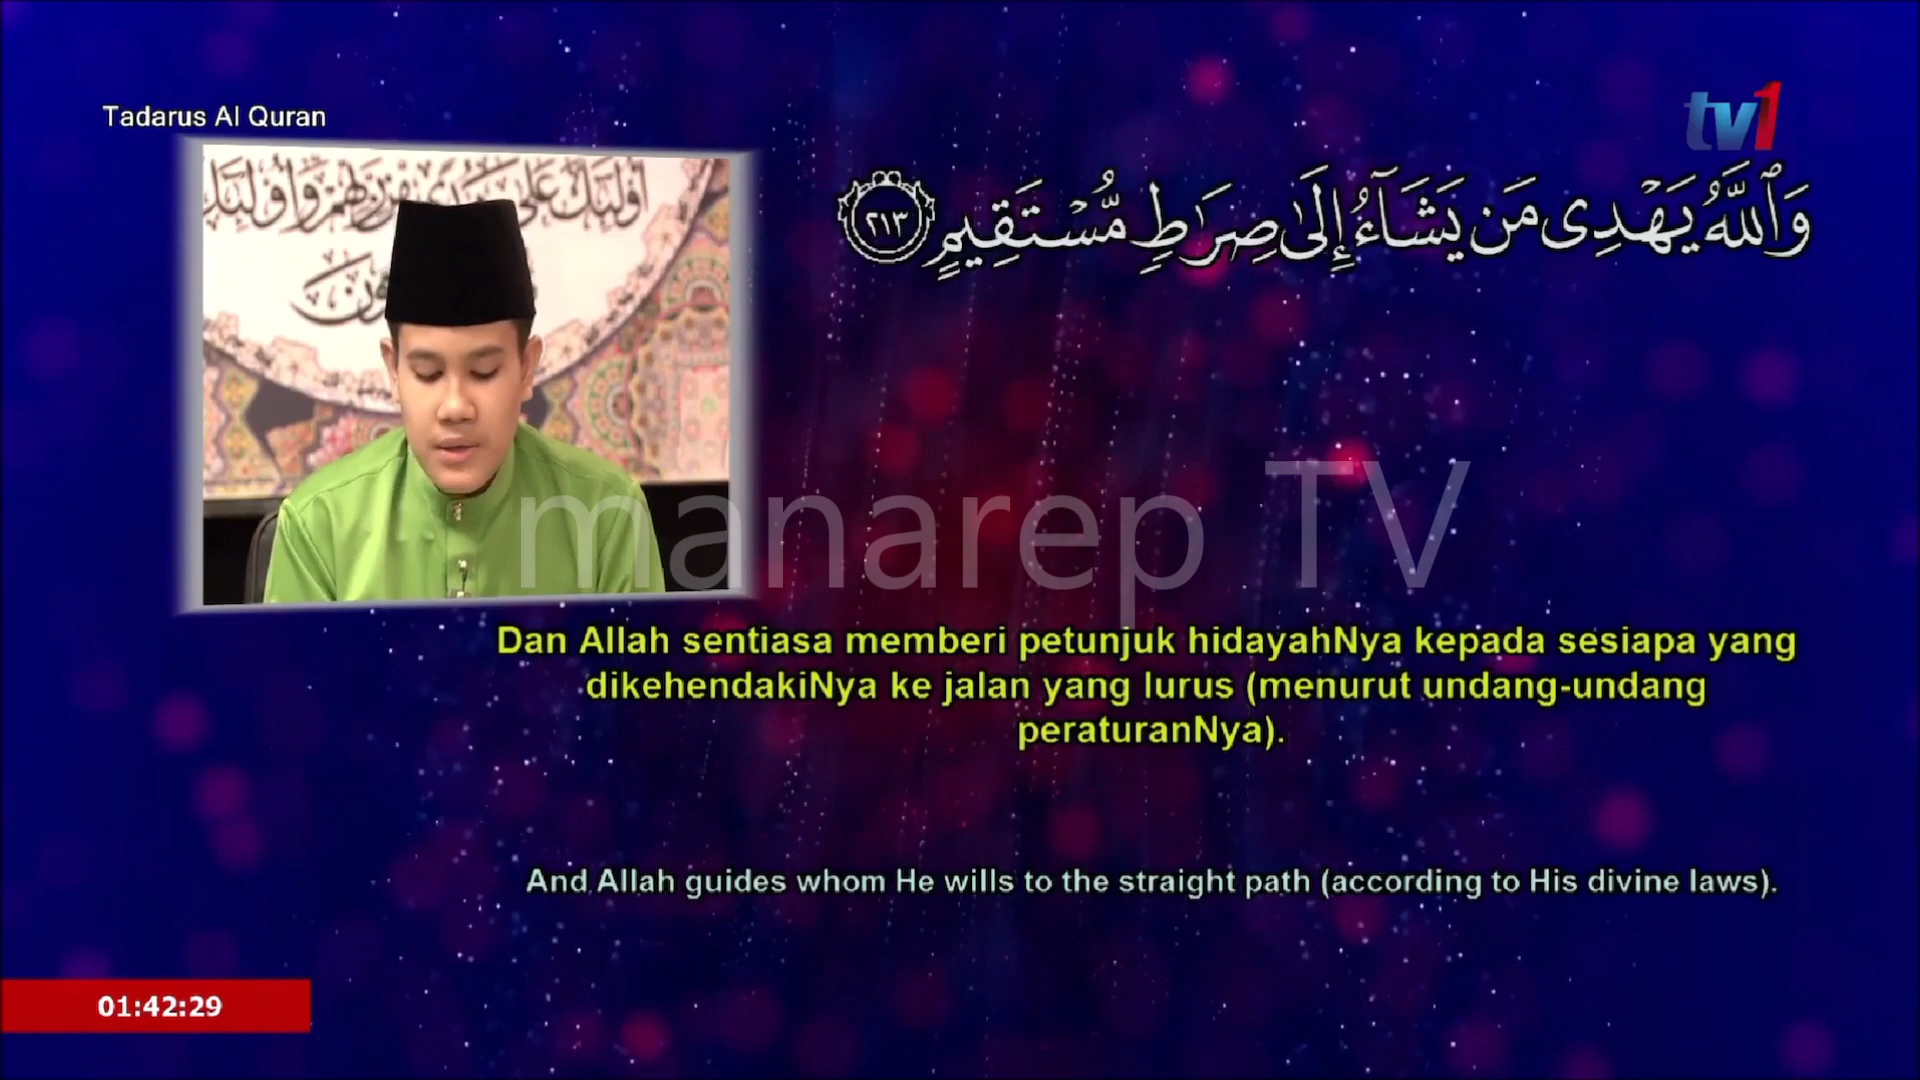 Tadarus Al Quran
tv1
أُو۟لَـٰٓئِكَ عَلَىٰ هُدًى مِّن رَّبِّهِمْ وَأُو۟لَـٰٓئِكَ
وَٱللَّهُ يَهْدِى مَن يَشَآءُ إِلَىٰ صِرَٰطٍ مُّسْتَقِيمٍ ٢١٣
manarep TV
Dan Allah sentiasa memberi petunjuk hidayahNya kepada sesiapa yang
dikehendakiNya ke jalan yang lurus (menurut undang-undang
peraturanNya).
And Allah guides whom He wills to the straight path (according to His divine laws).
01:42:29